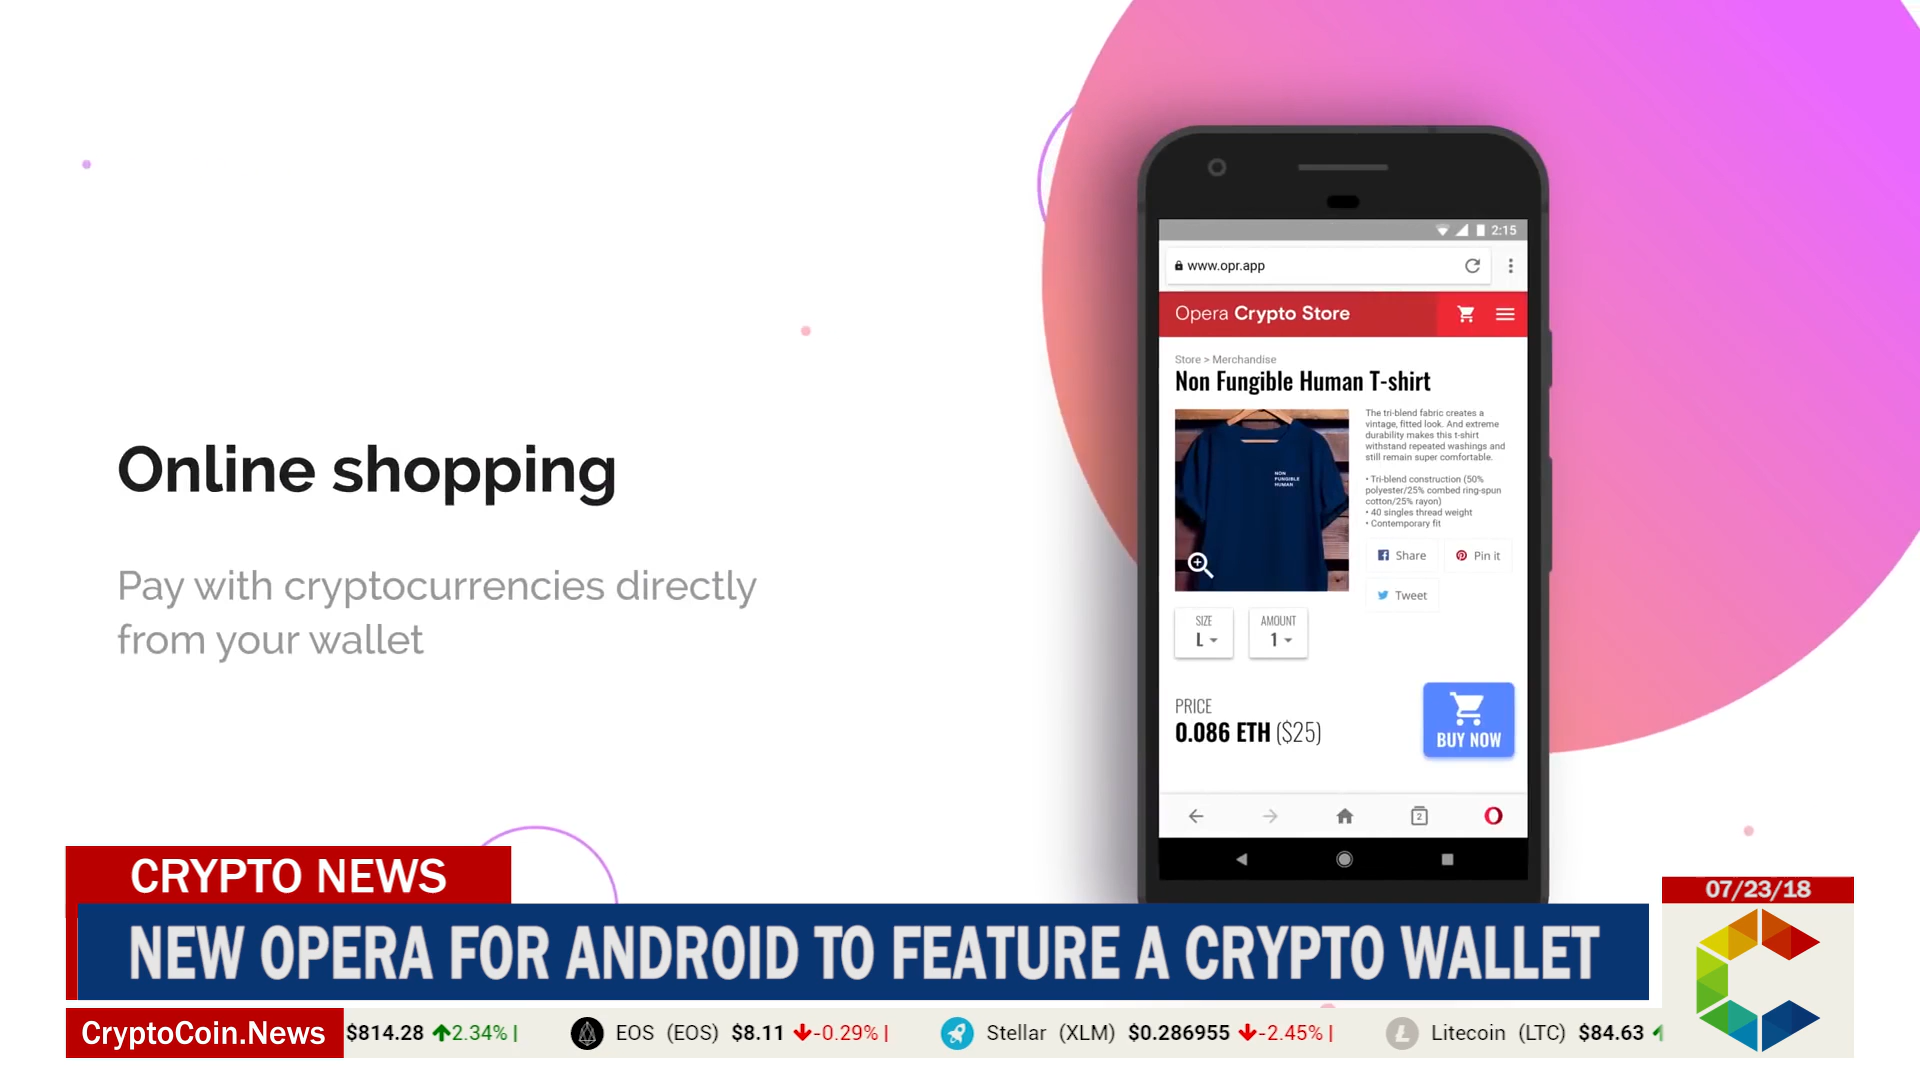 Online shopping
Pay with cryptocurrencies directly
from your wallet
2:15
www.opr.app
Opera Crypto Store
Store > Merchandise
Non Fungible Human T-shirt
NON
FUNGIBLE
HUMAN
The tri-blend fabric creates a
vintage, fitted look. And extreme
durability makes this t-shirt
withstand repeated washings and
still remain super comfortable.
• Tri-blend construction (50%
polyester/25% combed ring-spun
cotton/25% rayon)
• 40 singles thread weight
• Contemporary fit
Share
Pin it
Tweet
SIZE
L
AMOUNT
1
PRICE
0.086 ETH ($25)
BUY NOW
2
CRYPTO NEWS
NEW OPERA FOR ANDROID TO FEATURE A CRYPTO WALLET
07/23/18
CryptoCoin.News
$814.28 2.34% | EOS (EOS) $8.11 -0.29% | Stellar (XLM) $0.286955 -2.45% | Litecoin (LTC) $84.63